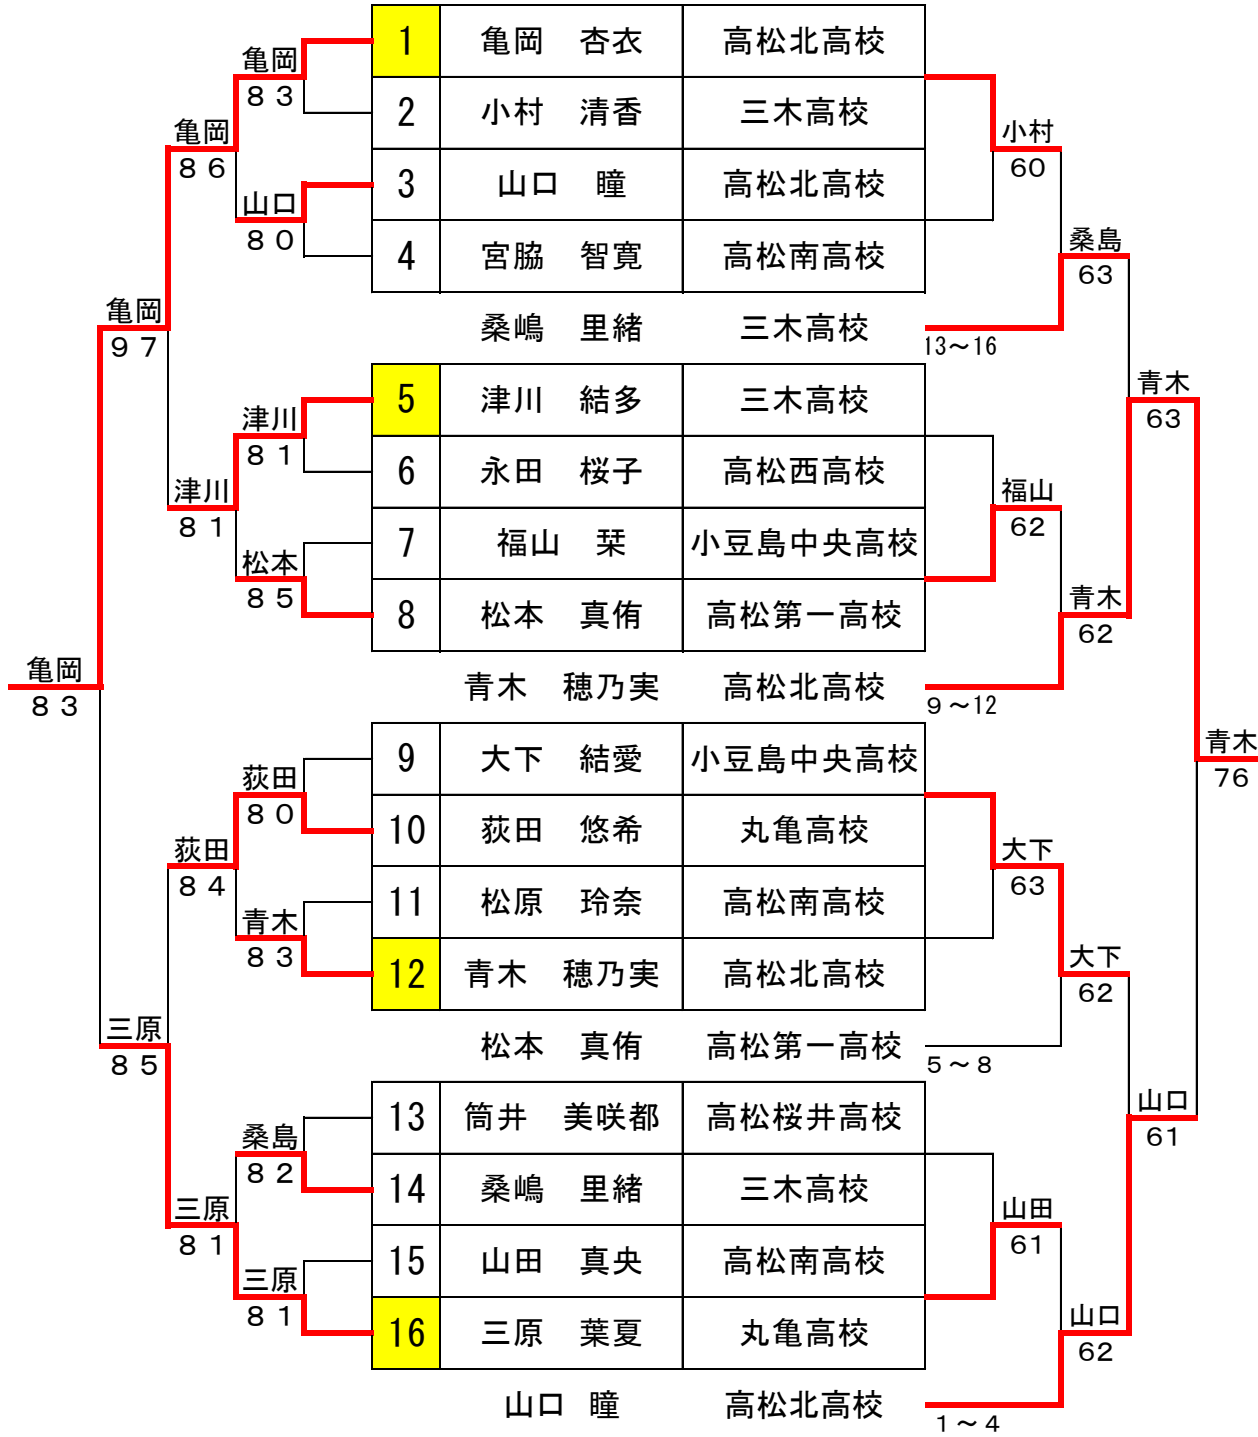 1 亀岡　杏衣 高松北高校
亀岡
８３
2 小村　清香 三木高校
亀岡
８６
小村
60
3 山口　瞳 高松北高校
山口
８０
4 宮脇　智寛 高松南高校
桑島
63
亀岡
９７
桑嶋　里緒 三木高校 13～16
5 津川　結多 三木高校
青木
63
津川
８１
6 永田　桜子 高松西高校
津川
８１
福山
62
7 福山　栞 小豆島中央高校
松本
８５
8 松本　真侑 高松第一高校
青木
62
亀岡
８３
青木　穂乃実 高松北高校 9～12
9 大下　結愛 小豆島中央高校
青木
76
荻田
８０
10 荻田　悠希 丸亀高校
荻田
８４
大下
63
11 松原　玲奈 高松南高校
青木
８３
12 青木　穂乃実 高松北高校
大下
62
三原
８５
松本　真侑 高松第一高校 5～8
13 筒井　美咲都 高松桜井高校
山口
61
桑島
８２
14 桑嶋　里緒 三木高校
三原
８１
山田
61
15 山田　真央 高松南高校
三原
８１
16 三原　葉夏 丸亀高校
山口
62
山口　瞳 高松北高校 1～4